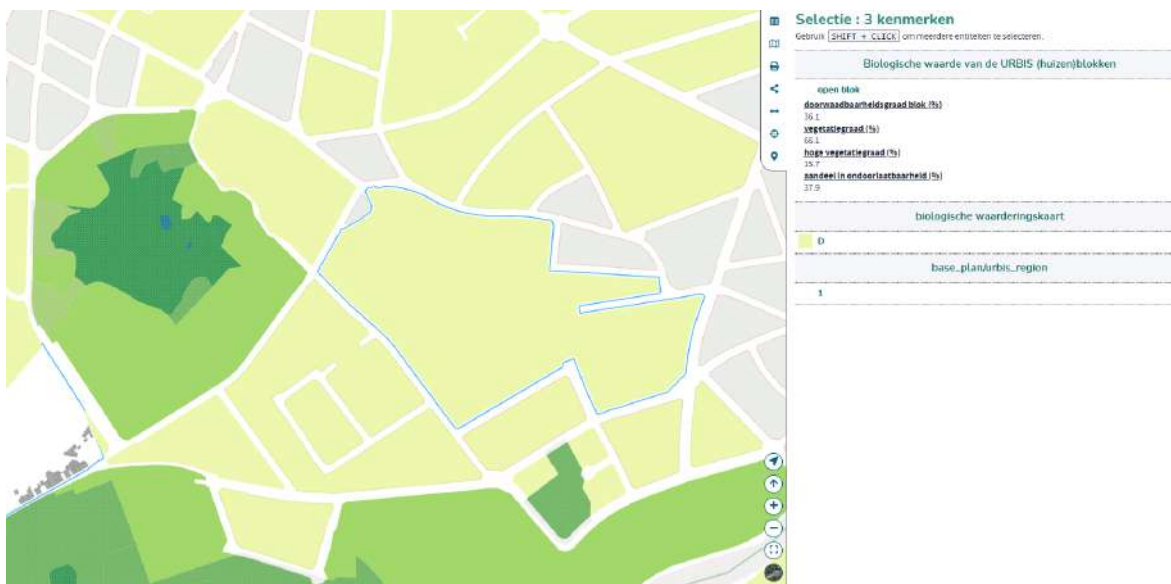 Selectie : 3 kenmerken
Gebruik SHIFT + CLICK om meerdere entiteiten te selecteren.
Biologische waarde van de URBIS (huizen)blokken
open blok
doorwaadbaarheidsgraad blok (%)
36.1
vegetatiegraad (%)
66.1
hoge vegetatiegraad (%)
15.7
aandeel in ondoorlaatbaarheid (%)
37.9
biologische waarderingskaart
D
base_plan/urbis_region
1